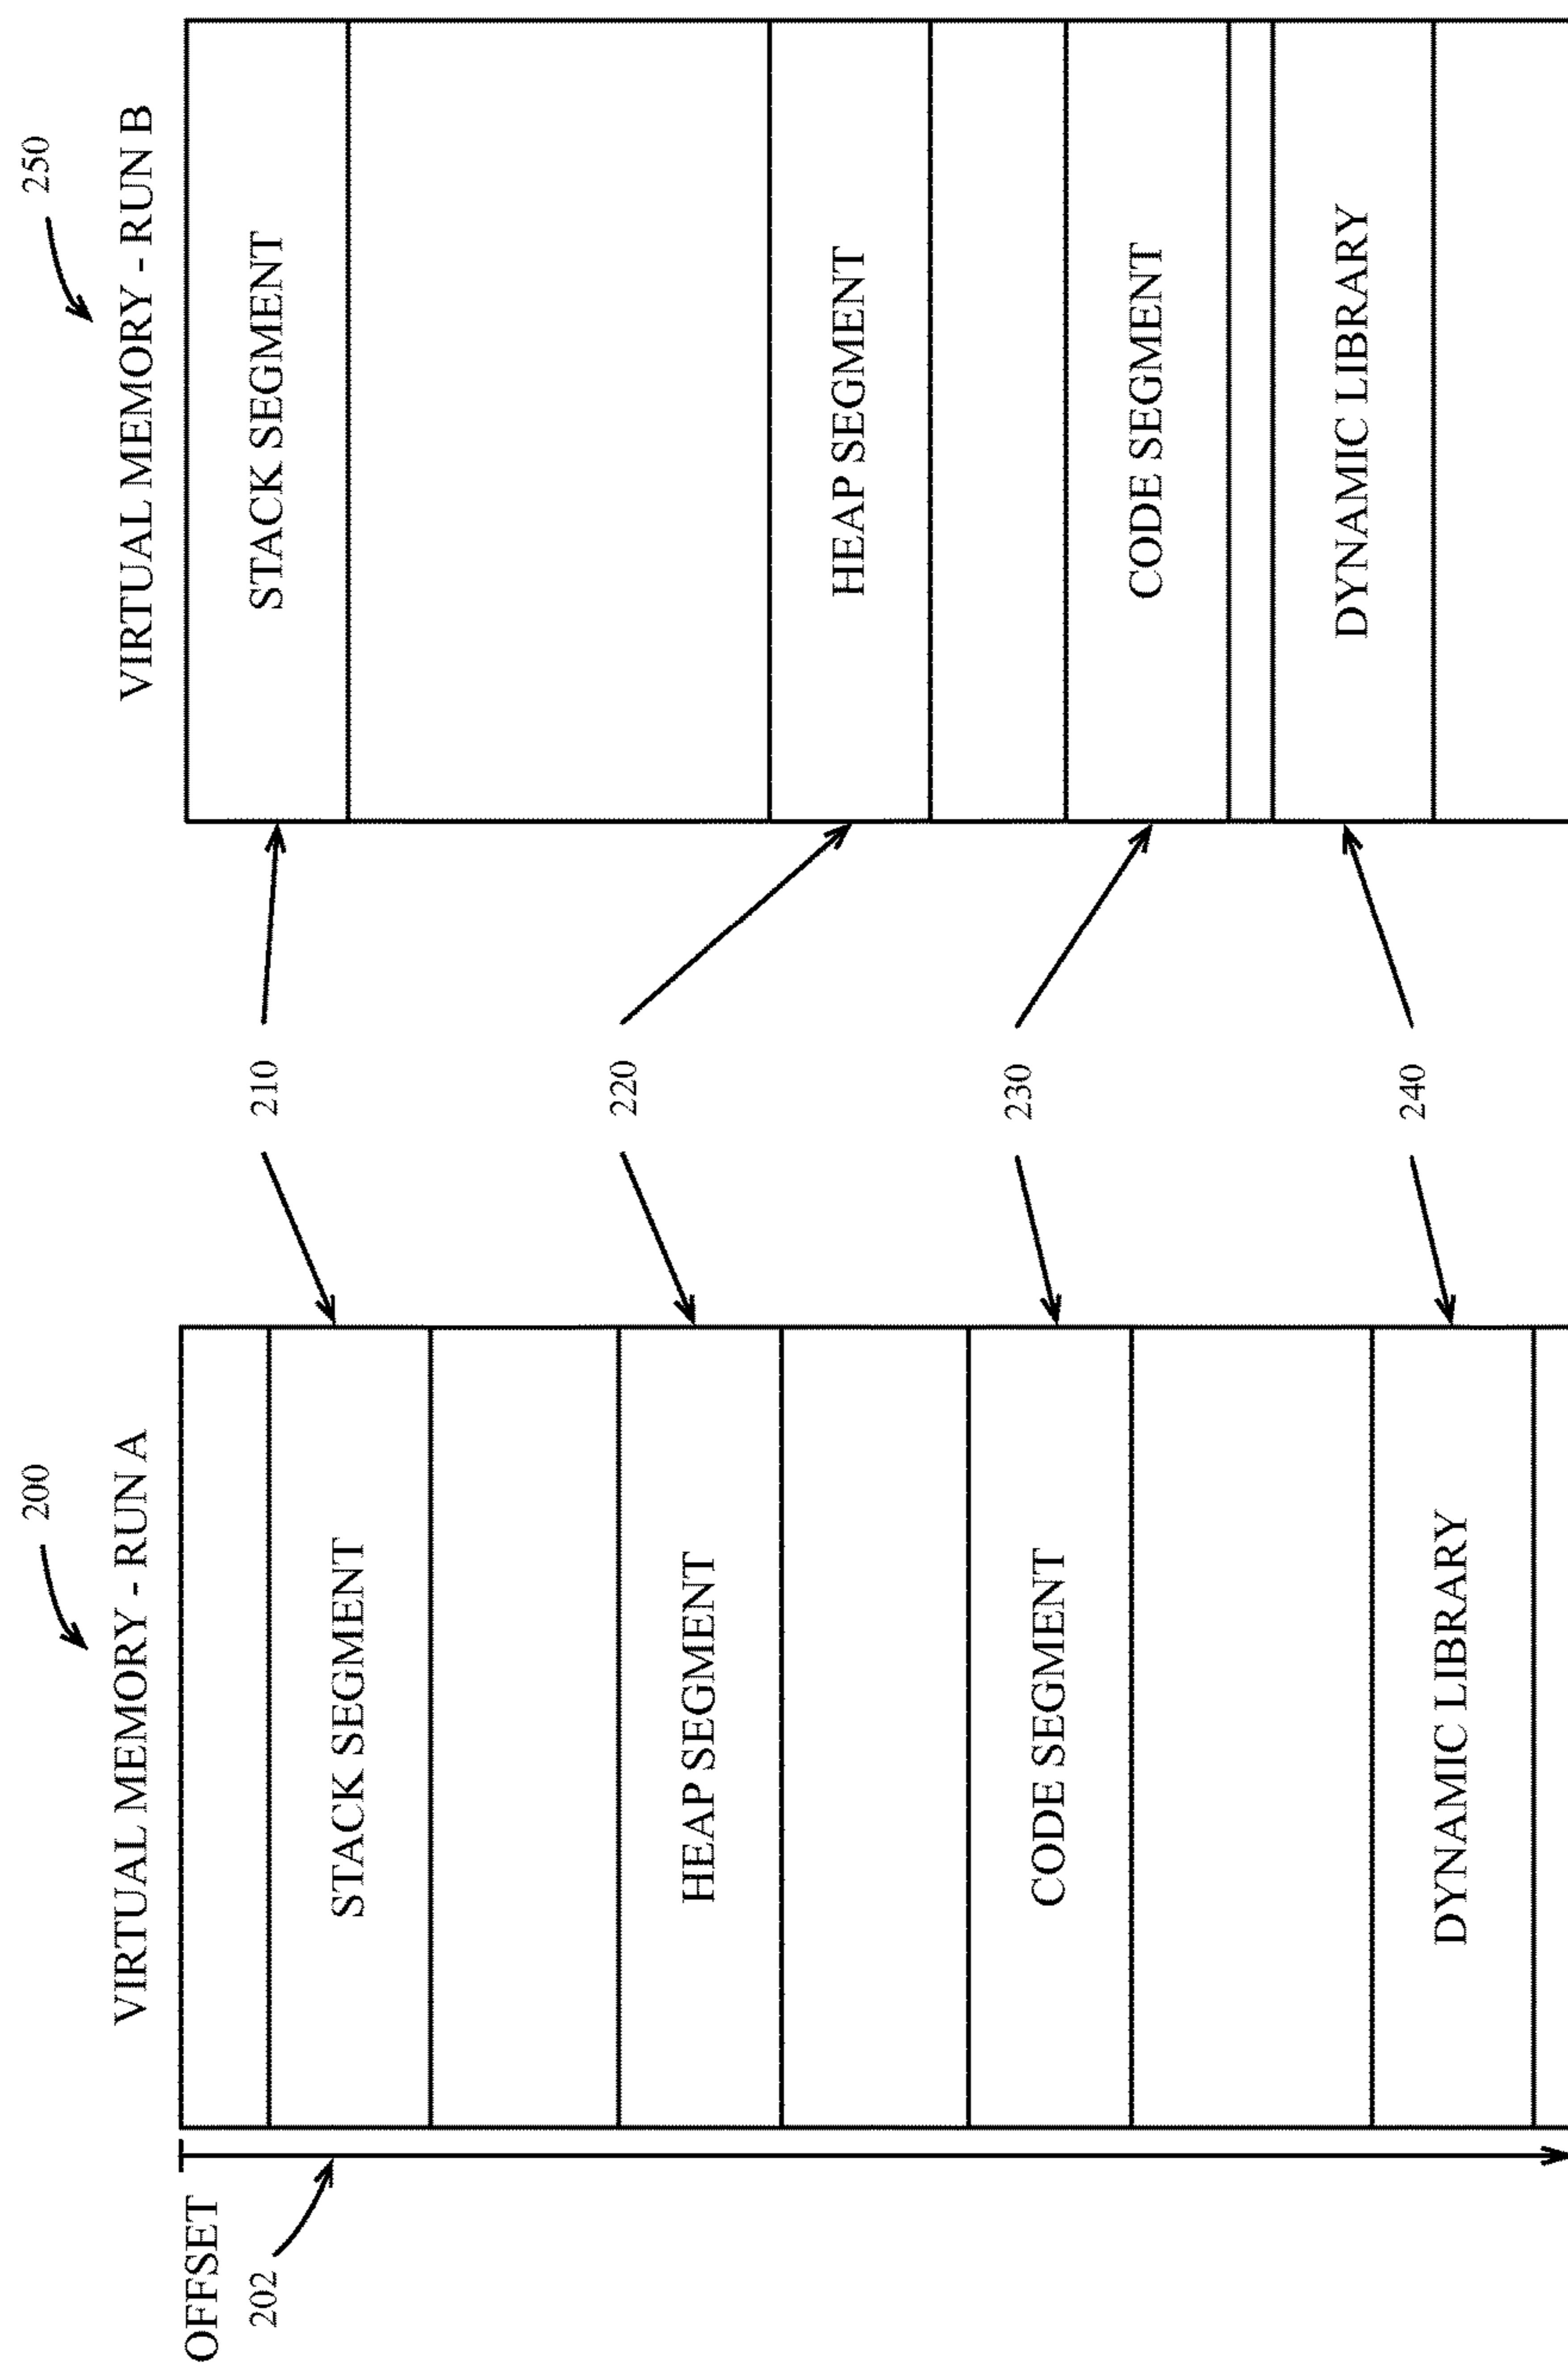 200
VIRTUAL MEMORY - RUN A
OFFSET
202
STACK SEGMENT
HEAP SEGMENT
CODE SEGMENT
DYNAMIC LIBRARY
210
220
230
240
250
VIRTUAL MEMORY - RUN B
STACK SEGMENT
HEAP SEGMENT
CODE SEGMENT
DYNAMIC LIBRARY